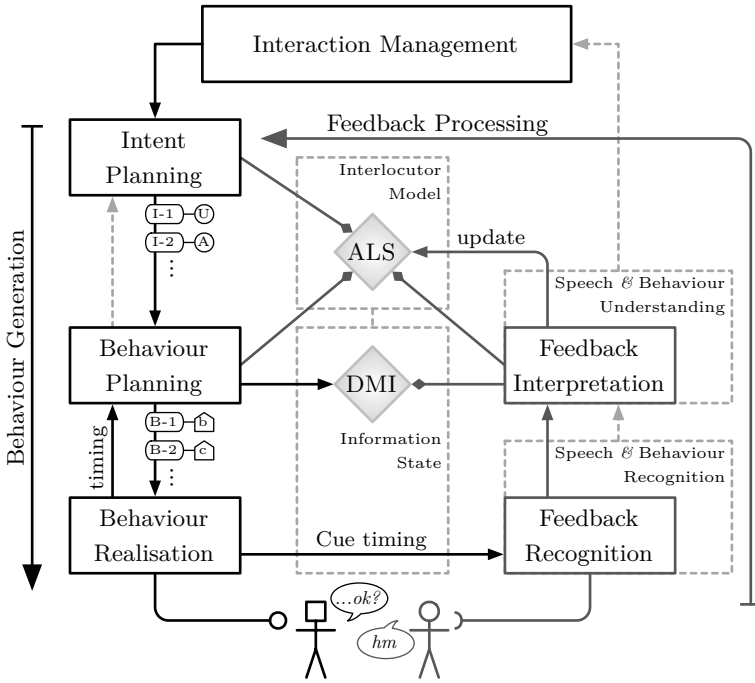 Interaction Management
Feedback Processing
Intent
Planning
Interlocutor
Model
I-1 U
I-2 A
...
ALS
update
Behaviour Generation
Speech & Behaviour
Understanding
Behaviour
Planning
DMI
Feedback
Interpretation
B-1 b
B-2 c
...
timing
Information
State
Speech & Behaviour
Recognition
Behaviour
Realisation
Cue timing
Feedback
Recognition
...ok?
hm